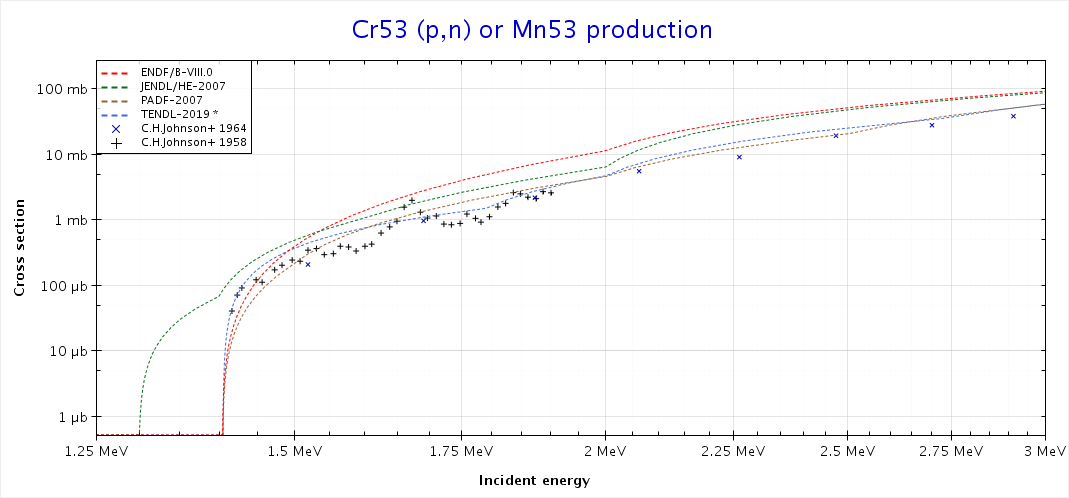 Cr53 (p,n) or Mn53 production
ENDF/B-VIII.0
JENDL/HE-2007
PADF-2007
TENDL-2019 *
C.H.Johnson+ 1964
C.H.Johnson+ 1958
100 mb
10 mb
1 mb
100 µb
10 µb
1 µb
Cross section
1.25 MeV 1.5 MeV 1.75 MeV 2 MeV 2.25 MeV 2.5 MeV 2.75 MeV 3 MeV
Incident energy